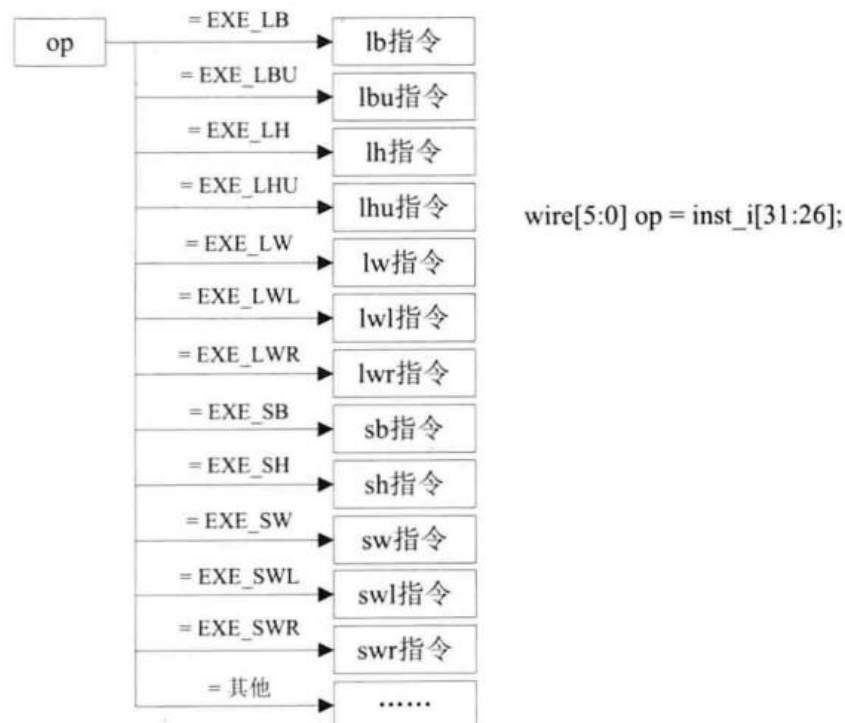 op
= EXE_LB
lb指令
= EXE_LBU
lbu指令
= EXE_LH
lh指令
= EXE_LHU
lhu指令
wire[5:0] op = inst_i[31:26];
= EXE_LW
lw指令
= EXE_LWL
lwl指令
= EXE_LWR
lwr指令
= EXE_SB
sb指令
= EXE_SH
sh指令
= EXE_SW
sw指令
= EXE_SWL
swl指令
= EXE_SWR
swr指令
= 其他
……